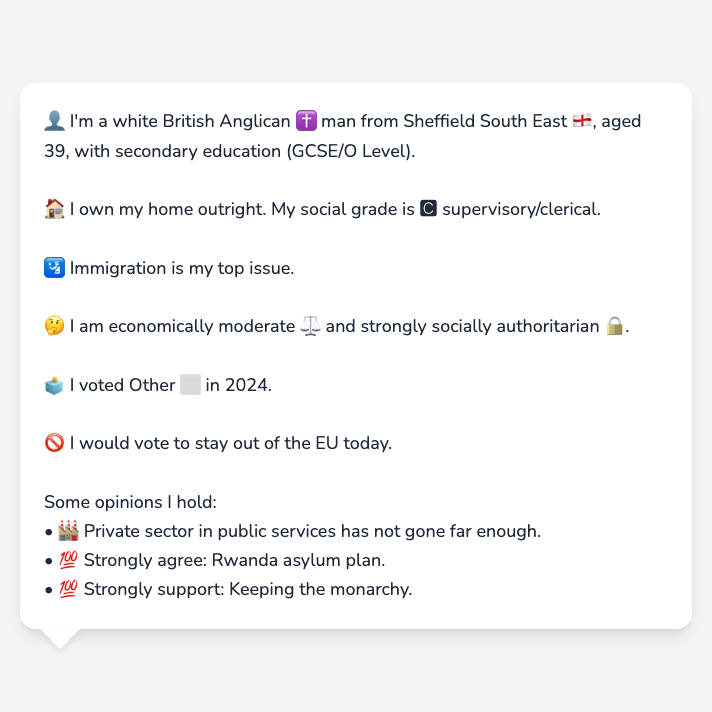 👤 I'm a white British Anglican ✝️ man from Sheffield South East 🏴󠁧󠁢󠁥󠁮󠁧󠁿, aged
39, with secondary education (GCSE/O Level).
🏠 I own my home outright. My social grade is 🅲 supervisory/clerical.
🛂 Immigration is my top issue.
🤔 I am economically moderate ⚖️ and strongly socially authoritarian 🔒.
🗳️ I voted Other ⬜ in 2024.
🚫 I would vote to stay out of the EU today.
Some opinions I hold:
• 🏭 Private sector in public services has not gone far enough.
• 💯 Strongly agree: Rwanda asylum plan.
• 💯 Strongly support: Keeping the monarchy.